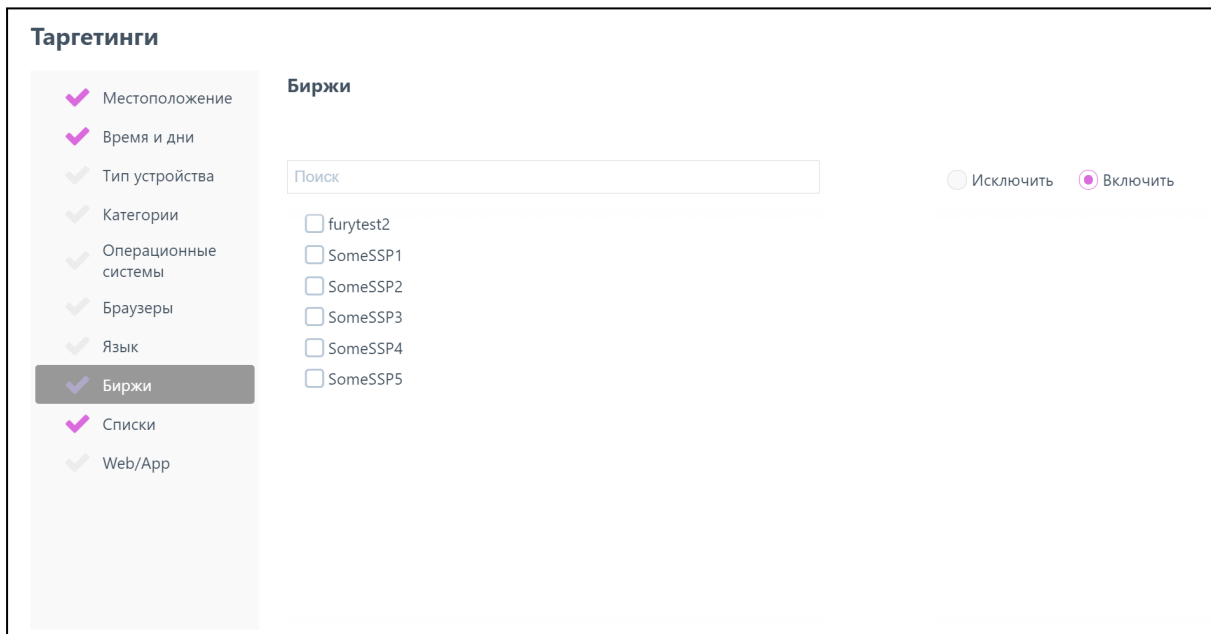 Таргетинги
Местоположение
Время и дни
Тип устройства
Категории
Операционные
системы
Браузеры
Язык
Биржи
Списки
Web/App
Биржи
Поиск
Исключить Включить
furytest2
SomeSSP1
SomeSSP2
SomeSSP3
SomeSSP4
SomeSSP5